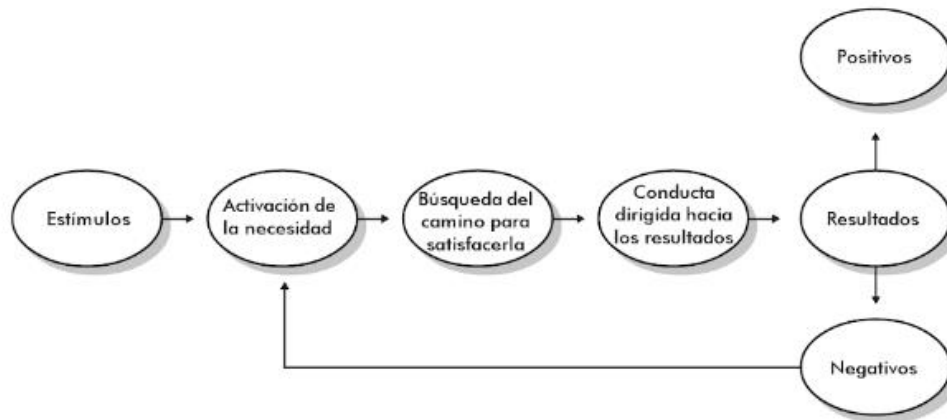 Positivos
Estímulos
Activación de
la necesidad
Búsqueda del
camino para
satisfacerla
Conducta
dirigida hacia
los resultados
Resultados
Negativos